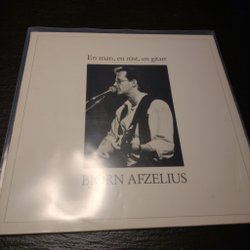 En man, en röst, en gitarr
BJÖRN AFZELIUS